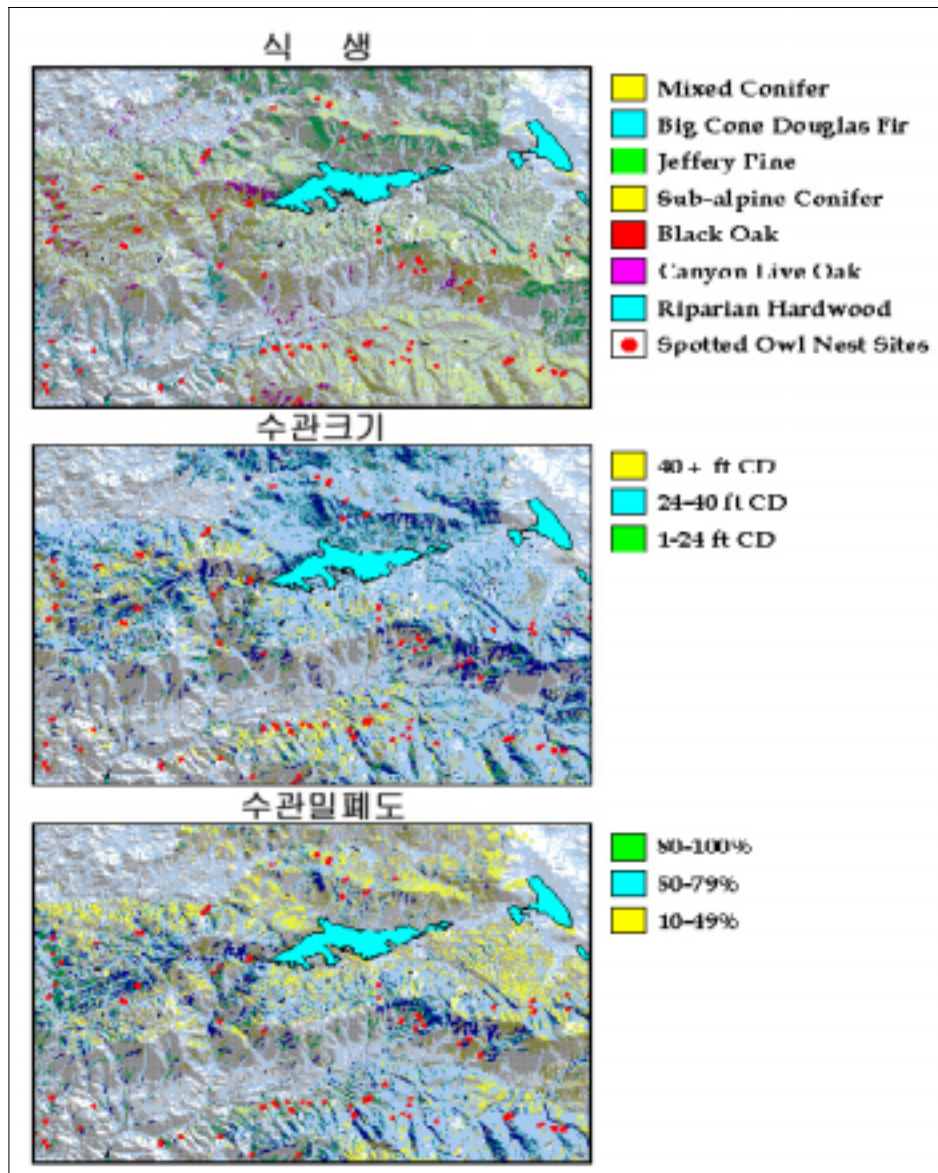 식 생
Mixed Conifer
Big Cone Douglas Fir
Jeffery Pine
Sub-alpine Conifer
Black Oak
Canyon Live Oak
Riparian Hardwood
Spotted Owl Nest Sites
수관크기
40 + ft CD
24-40 ft CD
1-24 ft CD
수관밀폐도
80-100%
50-79%
10-49%